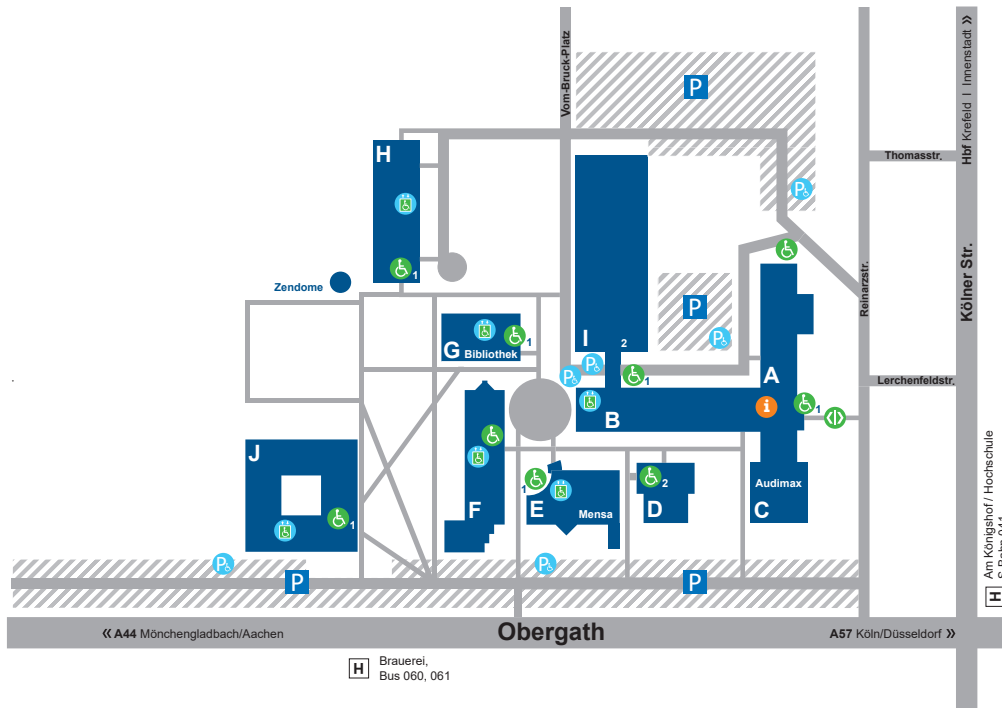 Vom-Bruck-Platz
P
Hbf Krefeld I Innenstadt »
H
Thomasstr.
P
Zendome
1
Reinarzstr.
Kölner Str.
P
P
I
2
G Bibliothek
1
P
P
P
1
A
Lerchenfeldstr.
i
1
B
J
F
1
E
Mensa
2
D
Audimax
C
1
P
P
P
P
Am Königshof / Hochschule
H
« A44 Mönchengladbach/Aachen
Obergath
A57 Köln/Düsseldorf »
H
Brauerei,
Bus 060, 061